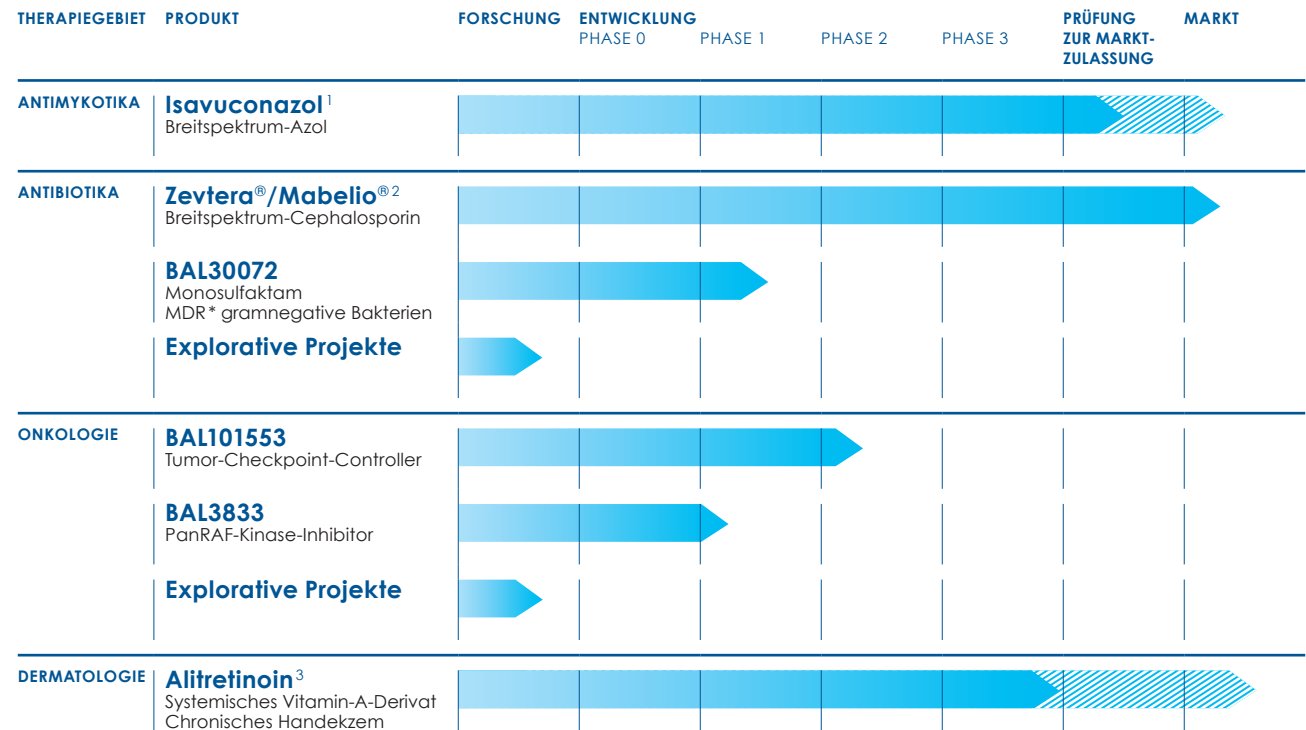 THERAPIEGEBIET PRODUKT FORSCHUNG ENTWICKLUNG PRÜFUNG MARKT
PHASE 0 PHASE 1 PHASE 2 PHASE 3 ZUR MARKT-
ZULASSUNG
ANTIMYKOTIKA Isavuconazol¹
Breitspektrum-Azol
ANTIBIOTIKA Zevtera®/Mabelio®²
Breitspektrum-Cephalosporin
BAL30072
Monosulfaktam
MDR* gramnegative Bakterien
Explorative Projekte
ONKOLOGIE BAL101553
Tumor-Checkpoint-Controller
BAL3833
PanRAF-Kinase-Inhibitor
Explorative Projekte
DERMATOLOGIE Alitretinoin³
Systemisches Vitamin-A-Derivat
Chronisches Handekzem